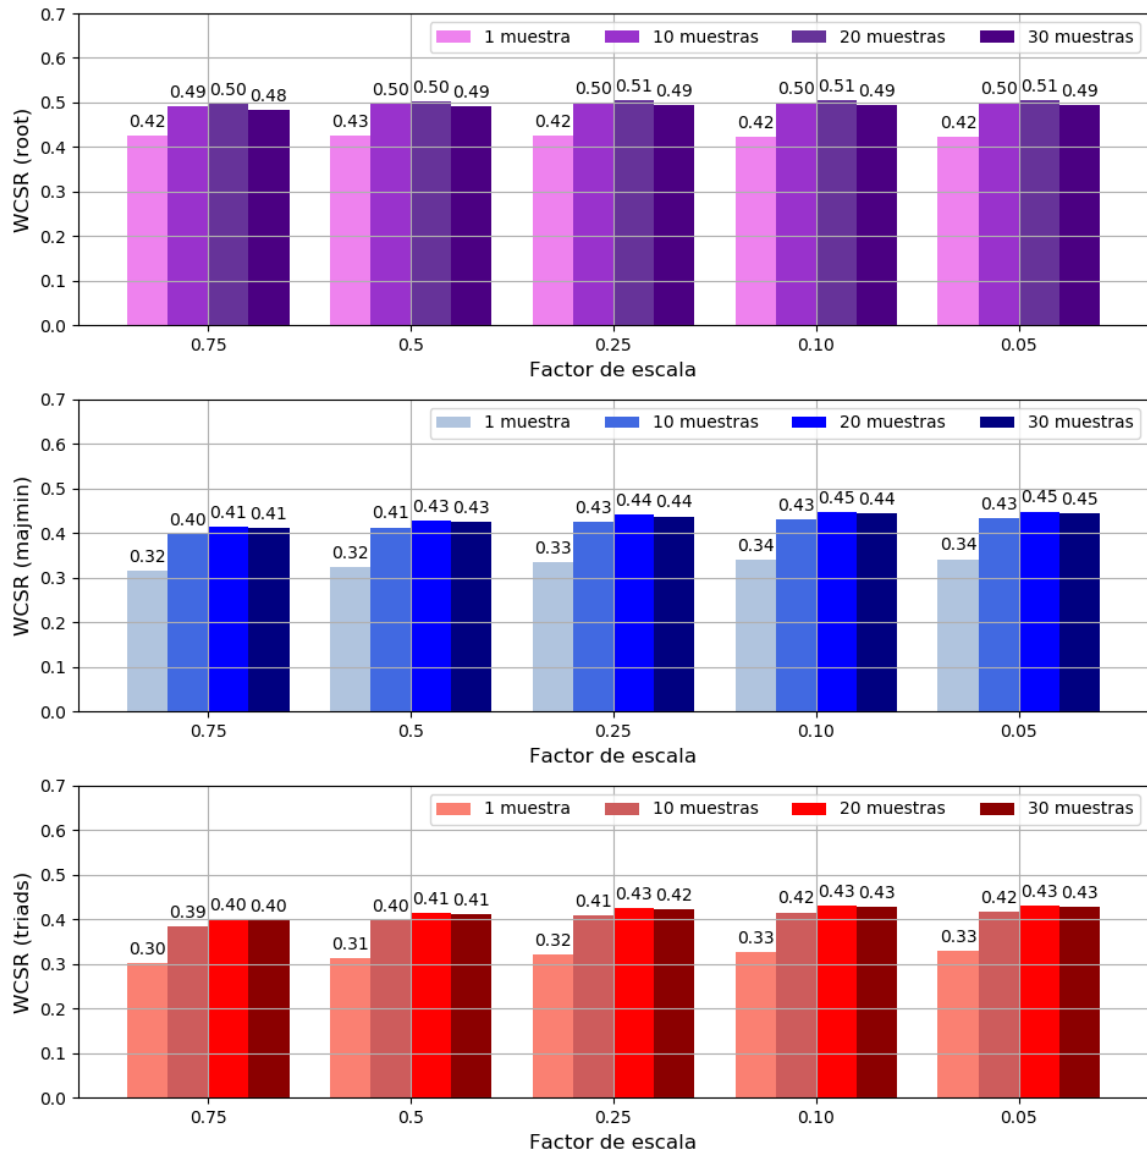 0.7
1 muestra 10 muestras 20 muestras 30 muestras
0.6
0.5
0.4
0.3
0.2
0.1
0.0
WCSR (root)
0.42 0.49 0.50 0.48
0.43 0.50 0.50 0.49
0.42 0.50 0.51 0.49
0.42 0.50 0.51 0.49
0.42 0.50 0.51 0.49
0.75 0.5 0.25 0.10 0.05
Factor de escala
0.7
1 muestra 10 muestras 20 muestras 30 muestras
0.6
0.5
0.4
0.3
0.2
0.1
0.0
WCSR (majmin)
0.32 0.40 0.41 0.41
0.32 0.41 0.43 0.43
0.33 0.43 0.44 0.44
0.34 0.43 0.45 0.44
0.34 0.43 0.45 0.45
0.75 0.5 0.25 0.10 0.05
Factor de escala
0.7
1 muestra 10 muestras 20 muestras 30 muestras
0.6
0.5
0.4
0.3
0.2
0.1
0.0
WCSR (triads)
0.30 0.39 0.40 0.40
0.31 0.40 0.41 0.41
0.32 0.41 0.43 0.42
0.33 0.42 0.43 0.43
0.33 0.42 0.43 0.43
0.75 0.5 0.25 0.10 0.05
Factor de escala